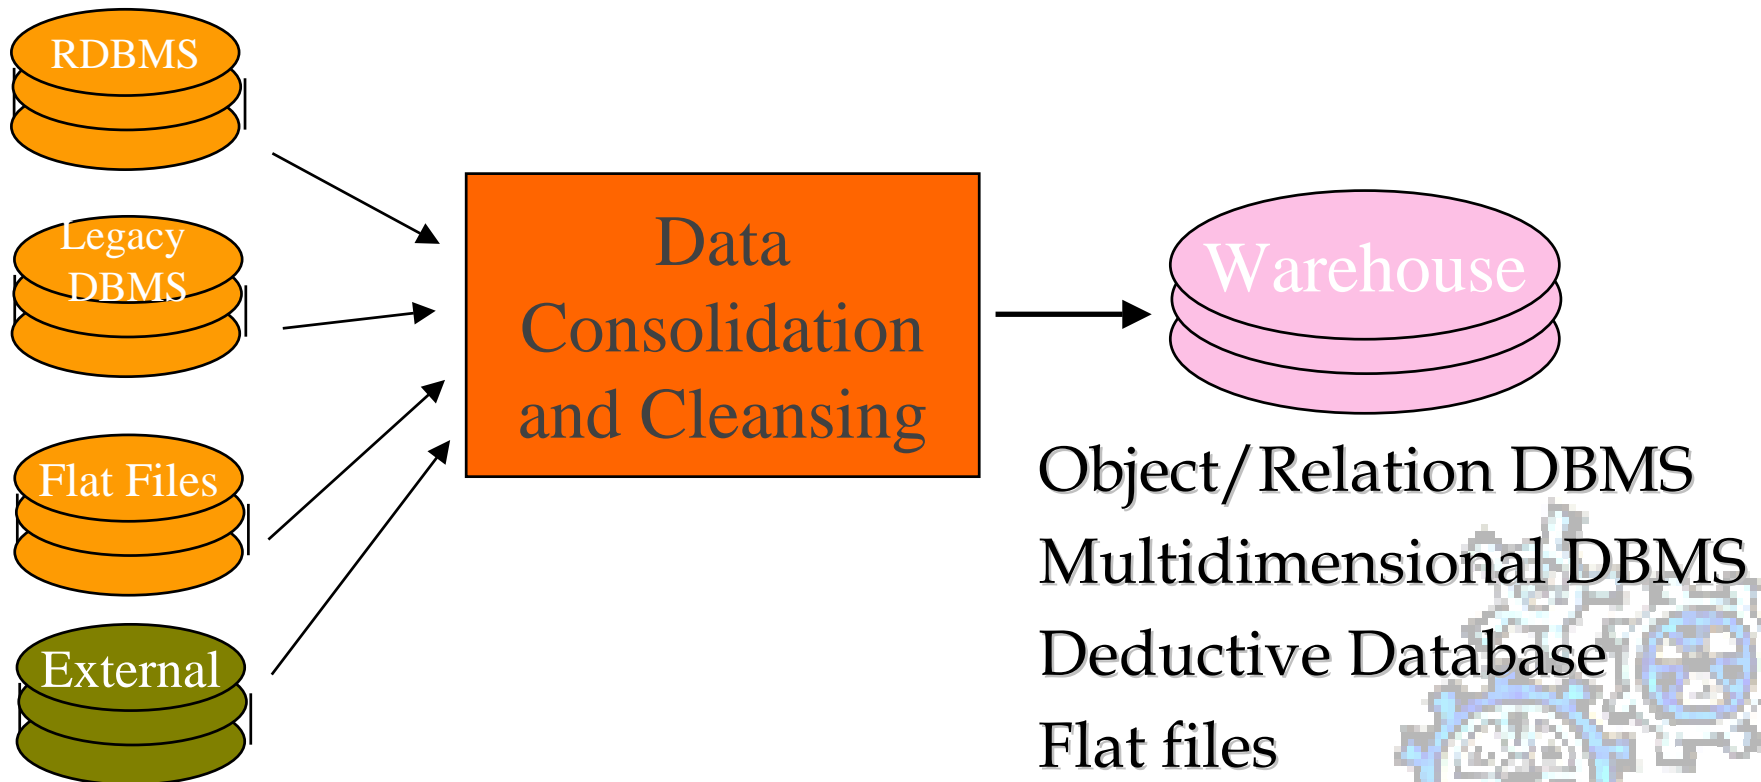 RDBMS
Legacy
DBMS
Flat Files
External
Data
Consolidation
and Cleansing
Warehouse
Object/Relation DBMS
Multidimensional DBMS
Deductive Database
Flat files